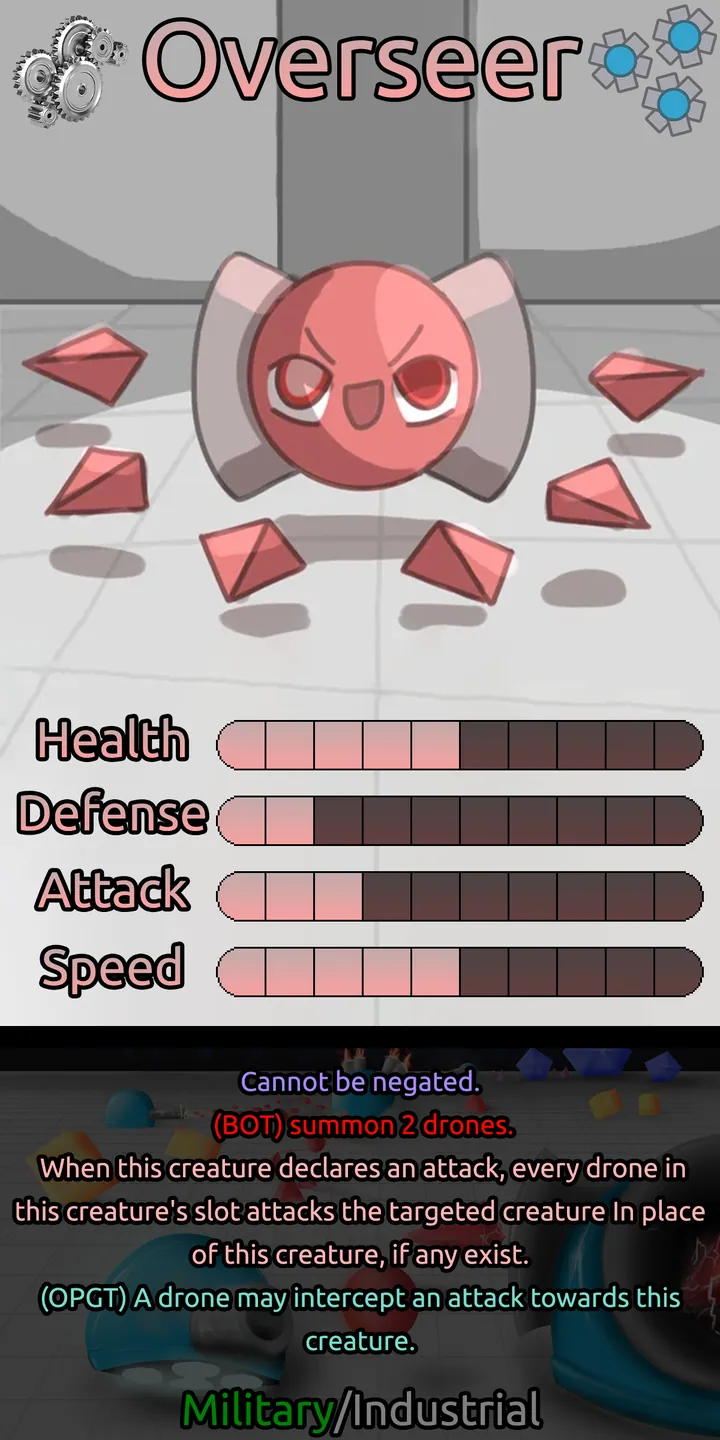 Overseer
Health
Defense
Attack
Speed
Cannot be negated.
(BOT) summon 2 drones.
When this creature declares an attack, every drone in
this creature's slot attacks the targeted creature In place
of this creature, if any exist.
(OPGT) A drone may intercept an attack towards this
creature.
Military/Industrial